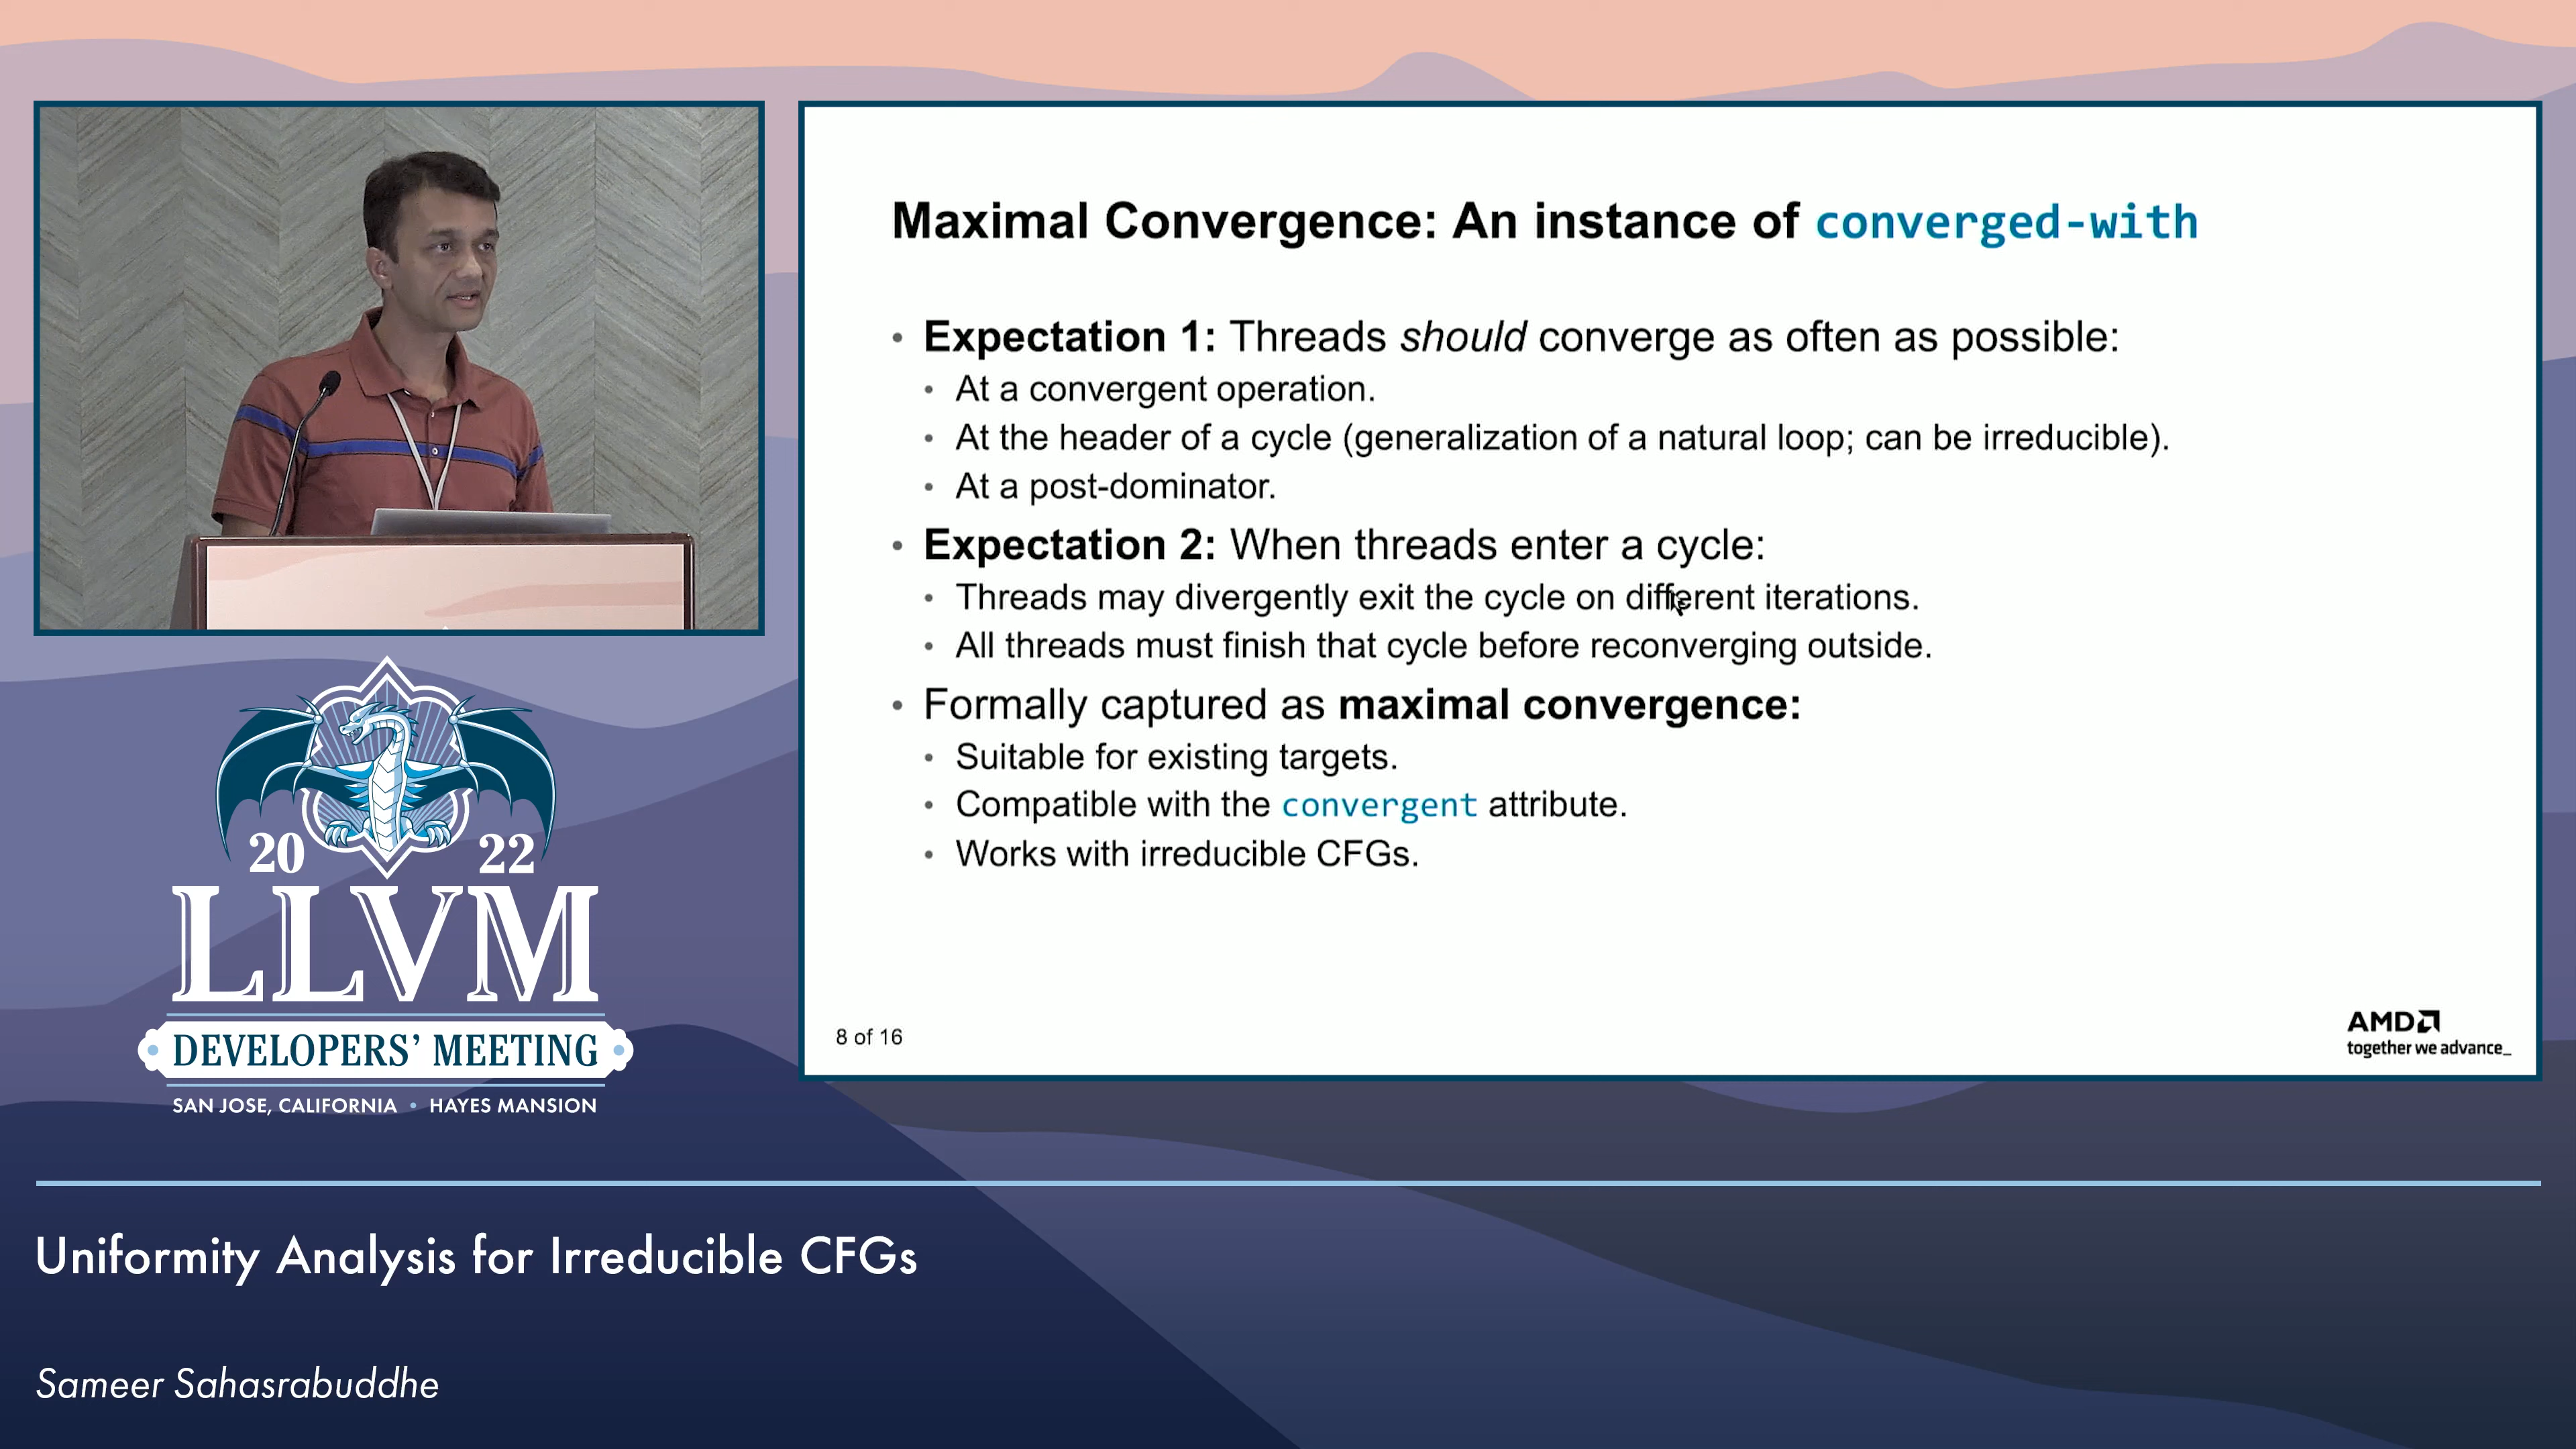 Maximal Convergence: An instance of converged-with
• Expectation 1: Threads should converge as often as possible:
• At a convergent operation.
• At the header of a cycle (generalization of a natural loop; can be irreducible).
• At a post-dominator.
• Expectation 2: When threads enter a cycle:
• Threads may divergently exit the cycle on different iterations.
• All threads must finish that cycle before reconverging outside.
• Formally captured as maximal convergence:
• Suitable for existing targets.
• Compatible with the convergent attribute.
• Works with irreducible CFGs.
8 of 16
AMD
together we advance_
20 22
LLVM
DEVELOPERS' MEETING
SAN JOSE, CALIFORNIA • HAYES MANSION
Uniformity Analysis for Irreducible CFGs
Sameer Sahasrabuddhe